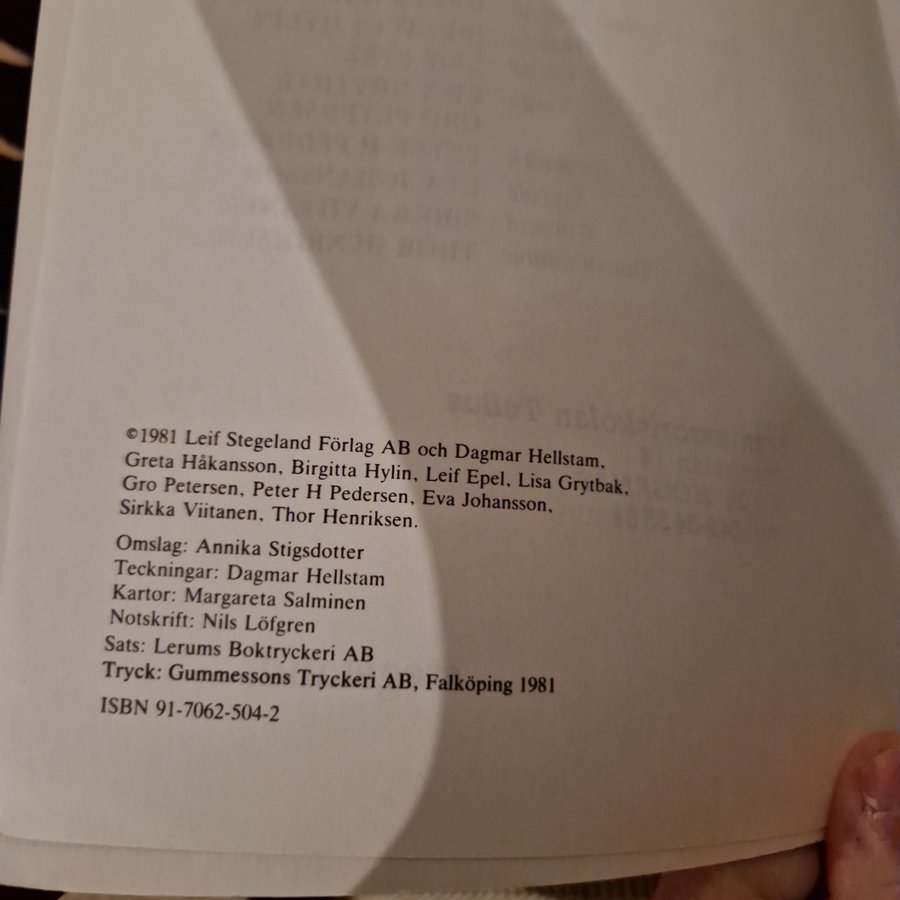 ©1981 Leif Stegeland Förlag AB och Dagmar Hellstam,
Greta Håkansson, Birgitta Hylin, Leif Epel, Lisa Grytbak,
Gro Petersen, Peter H Pedersen, Eva Johansson,
Sirkka Viitanen, Thor Henriksen.
Omslag: Annika Stigsdotter
Teckningar: Dagmar Hellstam
Kartor: Margareta Salminen
Notskrift: Nils Löfgren
Sats: Lerums Boktryckeri AB
Tryck: Gummessons Tryckeri AB, Falköping 1981
ISBN 91-7062-504-2